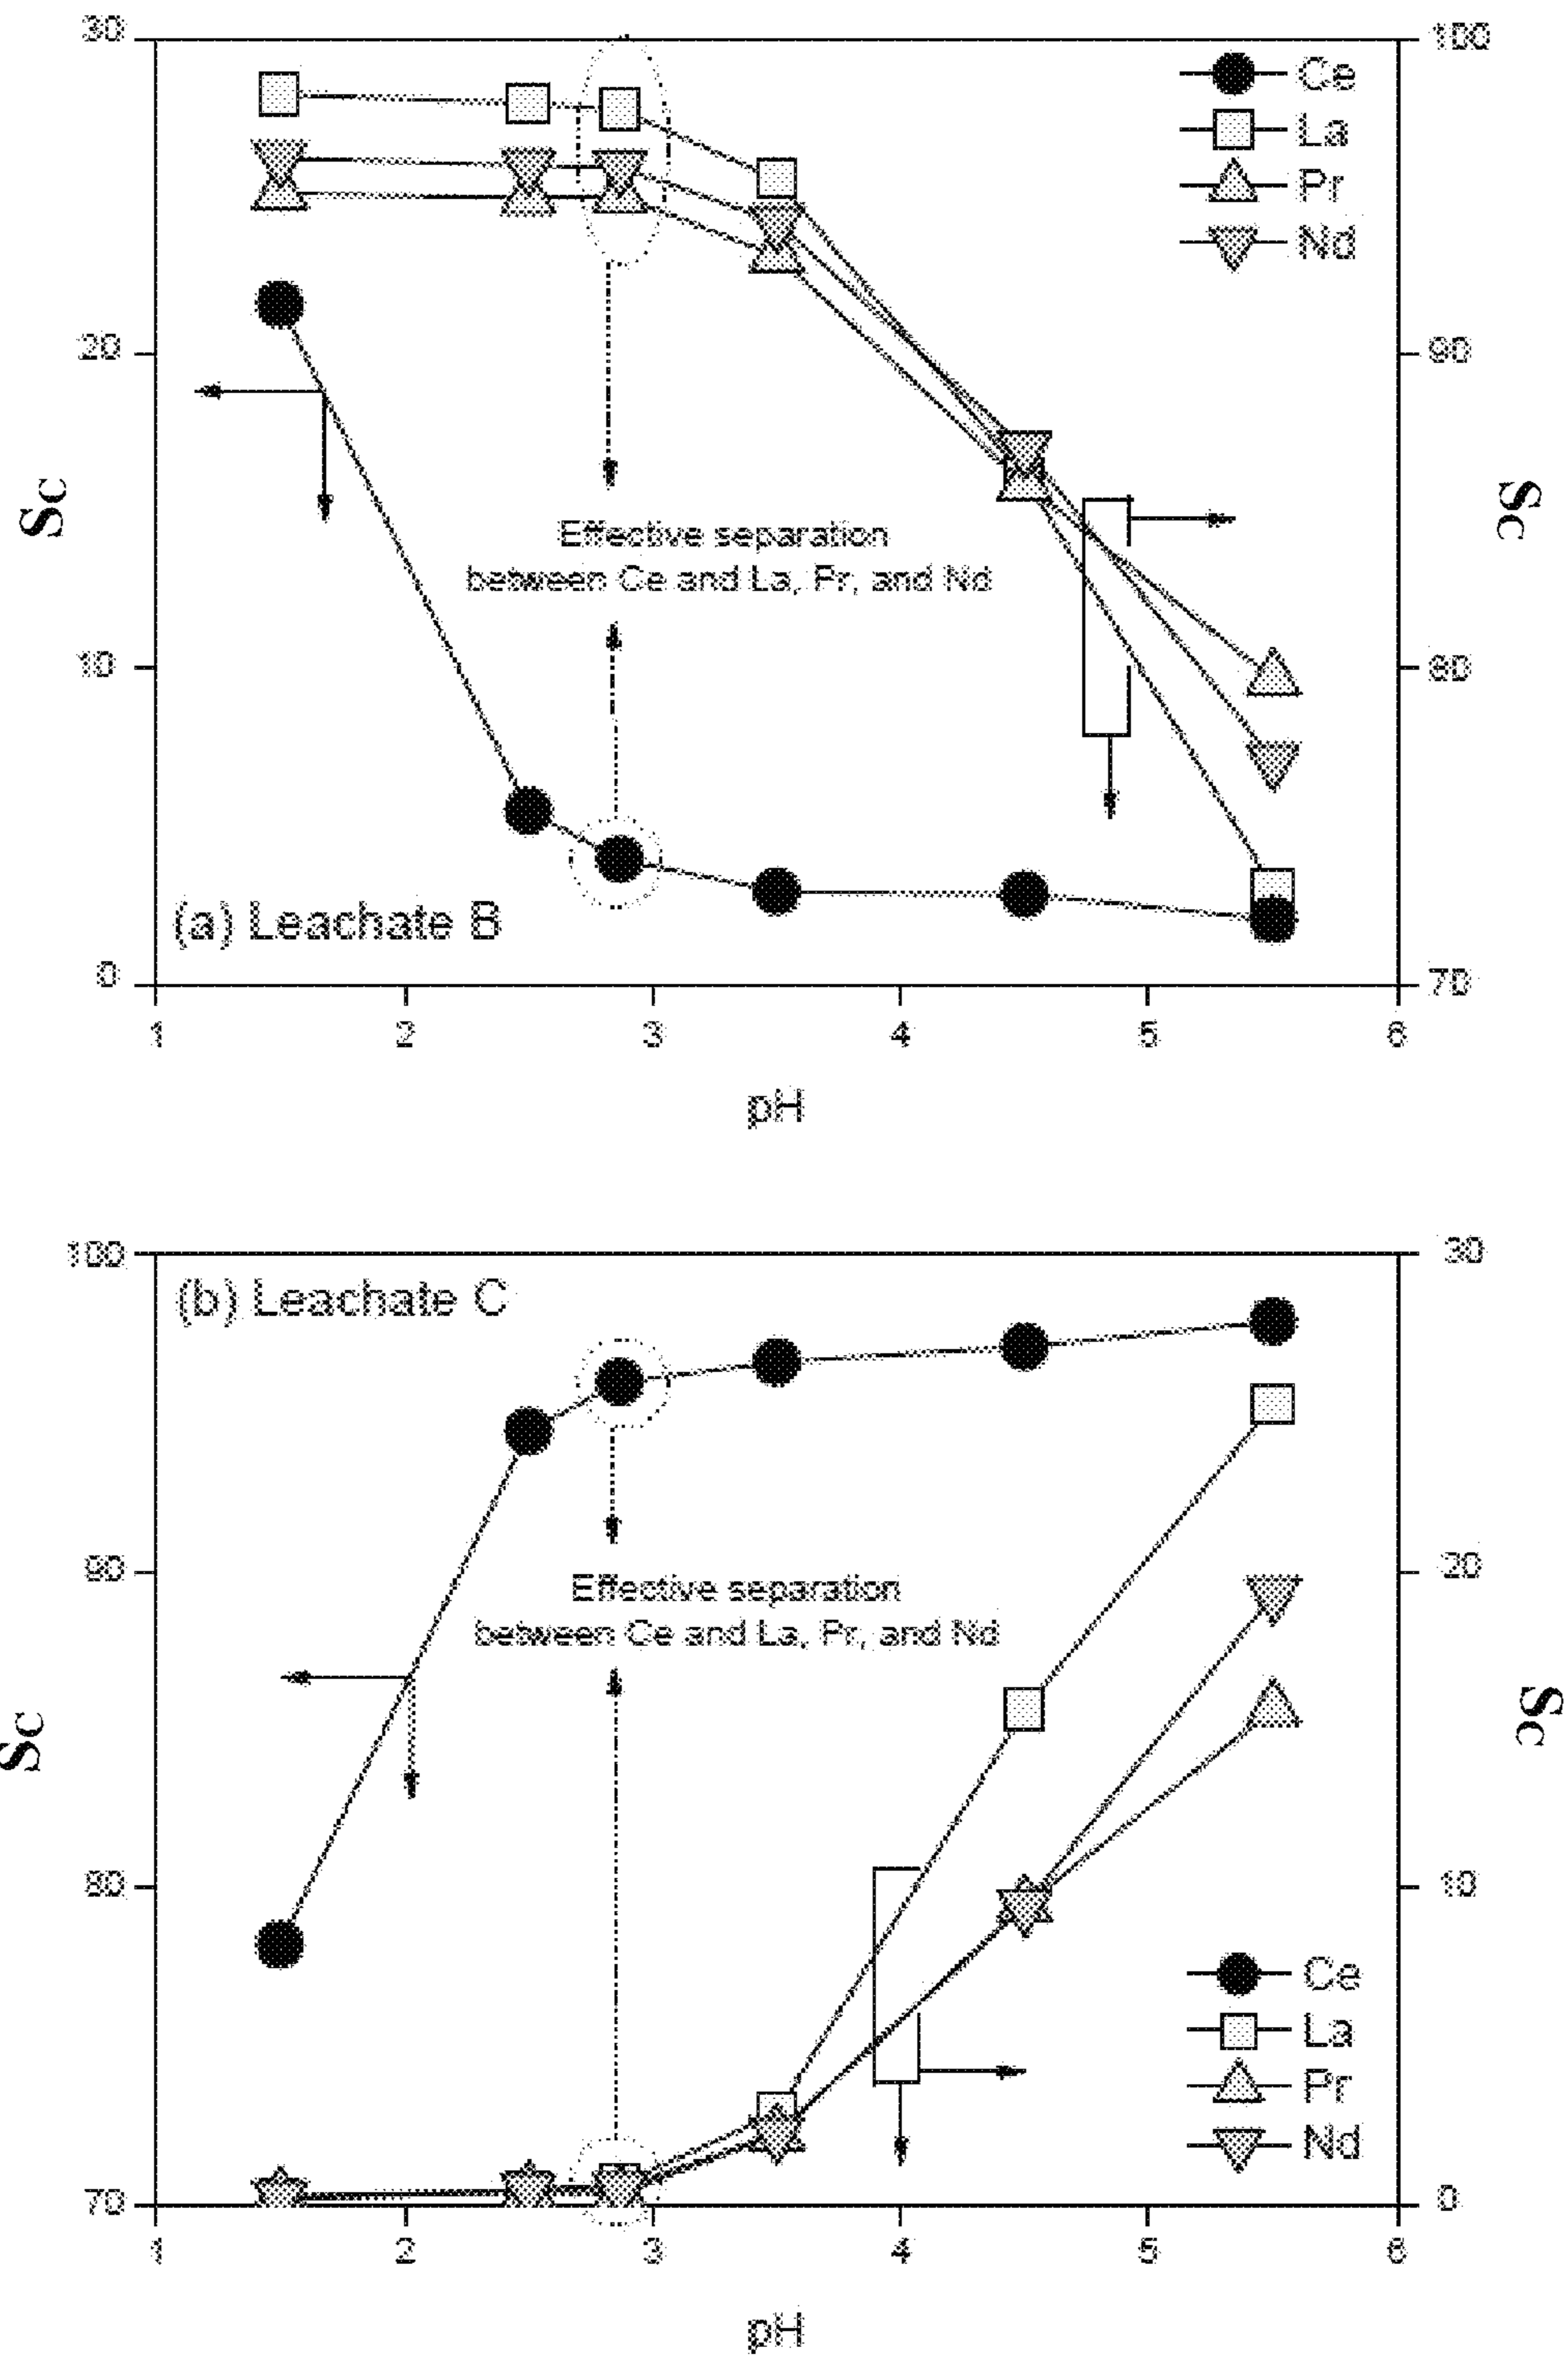 30
100
Ce
La
Pr
Nd
20
90
Sc
Sc
Effective separation
between Ce and La, Pr, and Nd
10
80
(a) Leachate B
0
70
1 2 3 4 5 6
pH
100
30
(b) Leachate C
90
20
Effective separation
between Ce and La, Pr, and Nd
Sc
Sc
80
10
Ce
La
Pr
Nd
70
0
1 2 3 4 5 6
pH